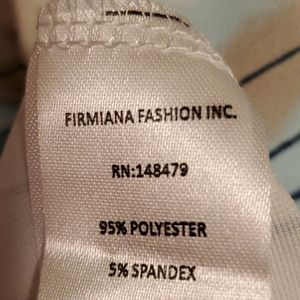 FIRMIANA FASHION INC.
RN:148479
95% POLYESTER
5% SPANDEX